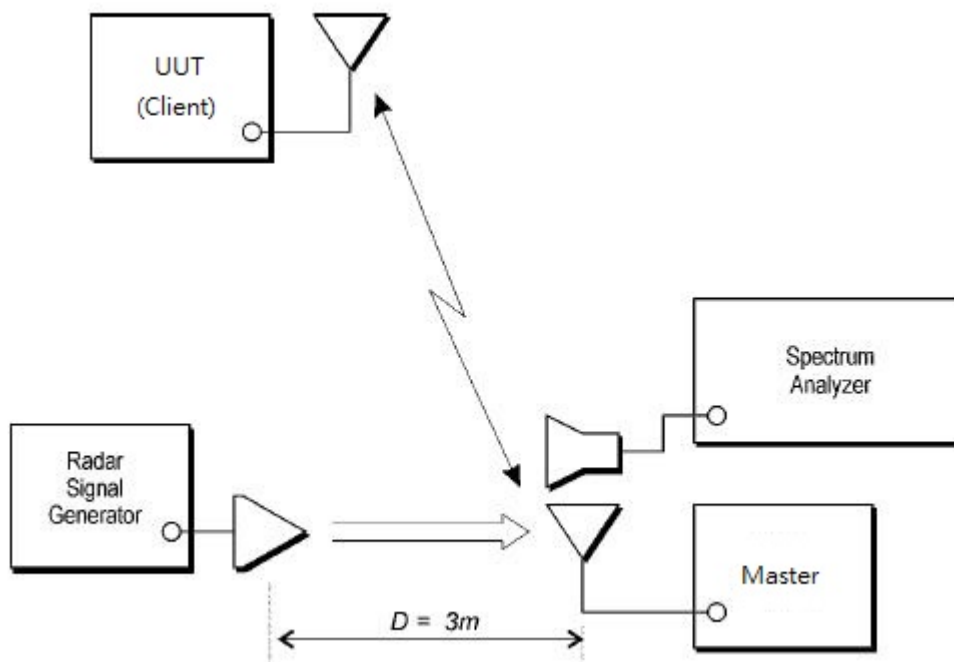 UUT
(Client)
Spectrum
Analyzer
Radar
Signal
Generator
Master
D = 3m